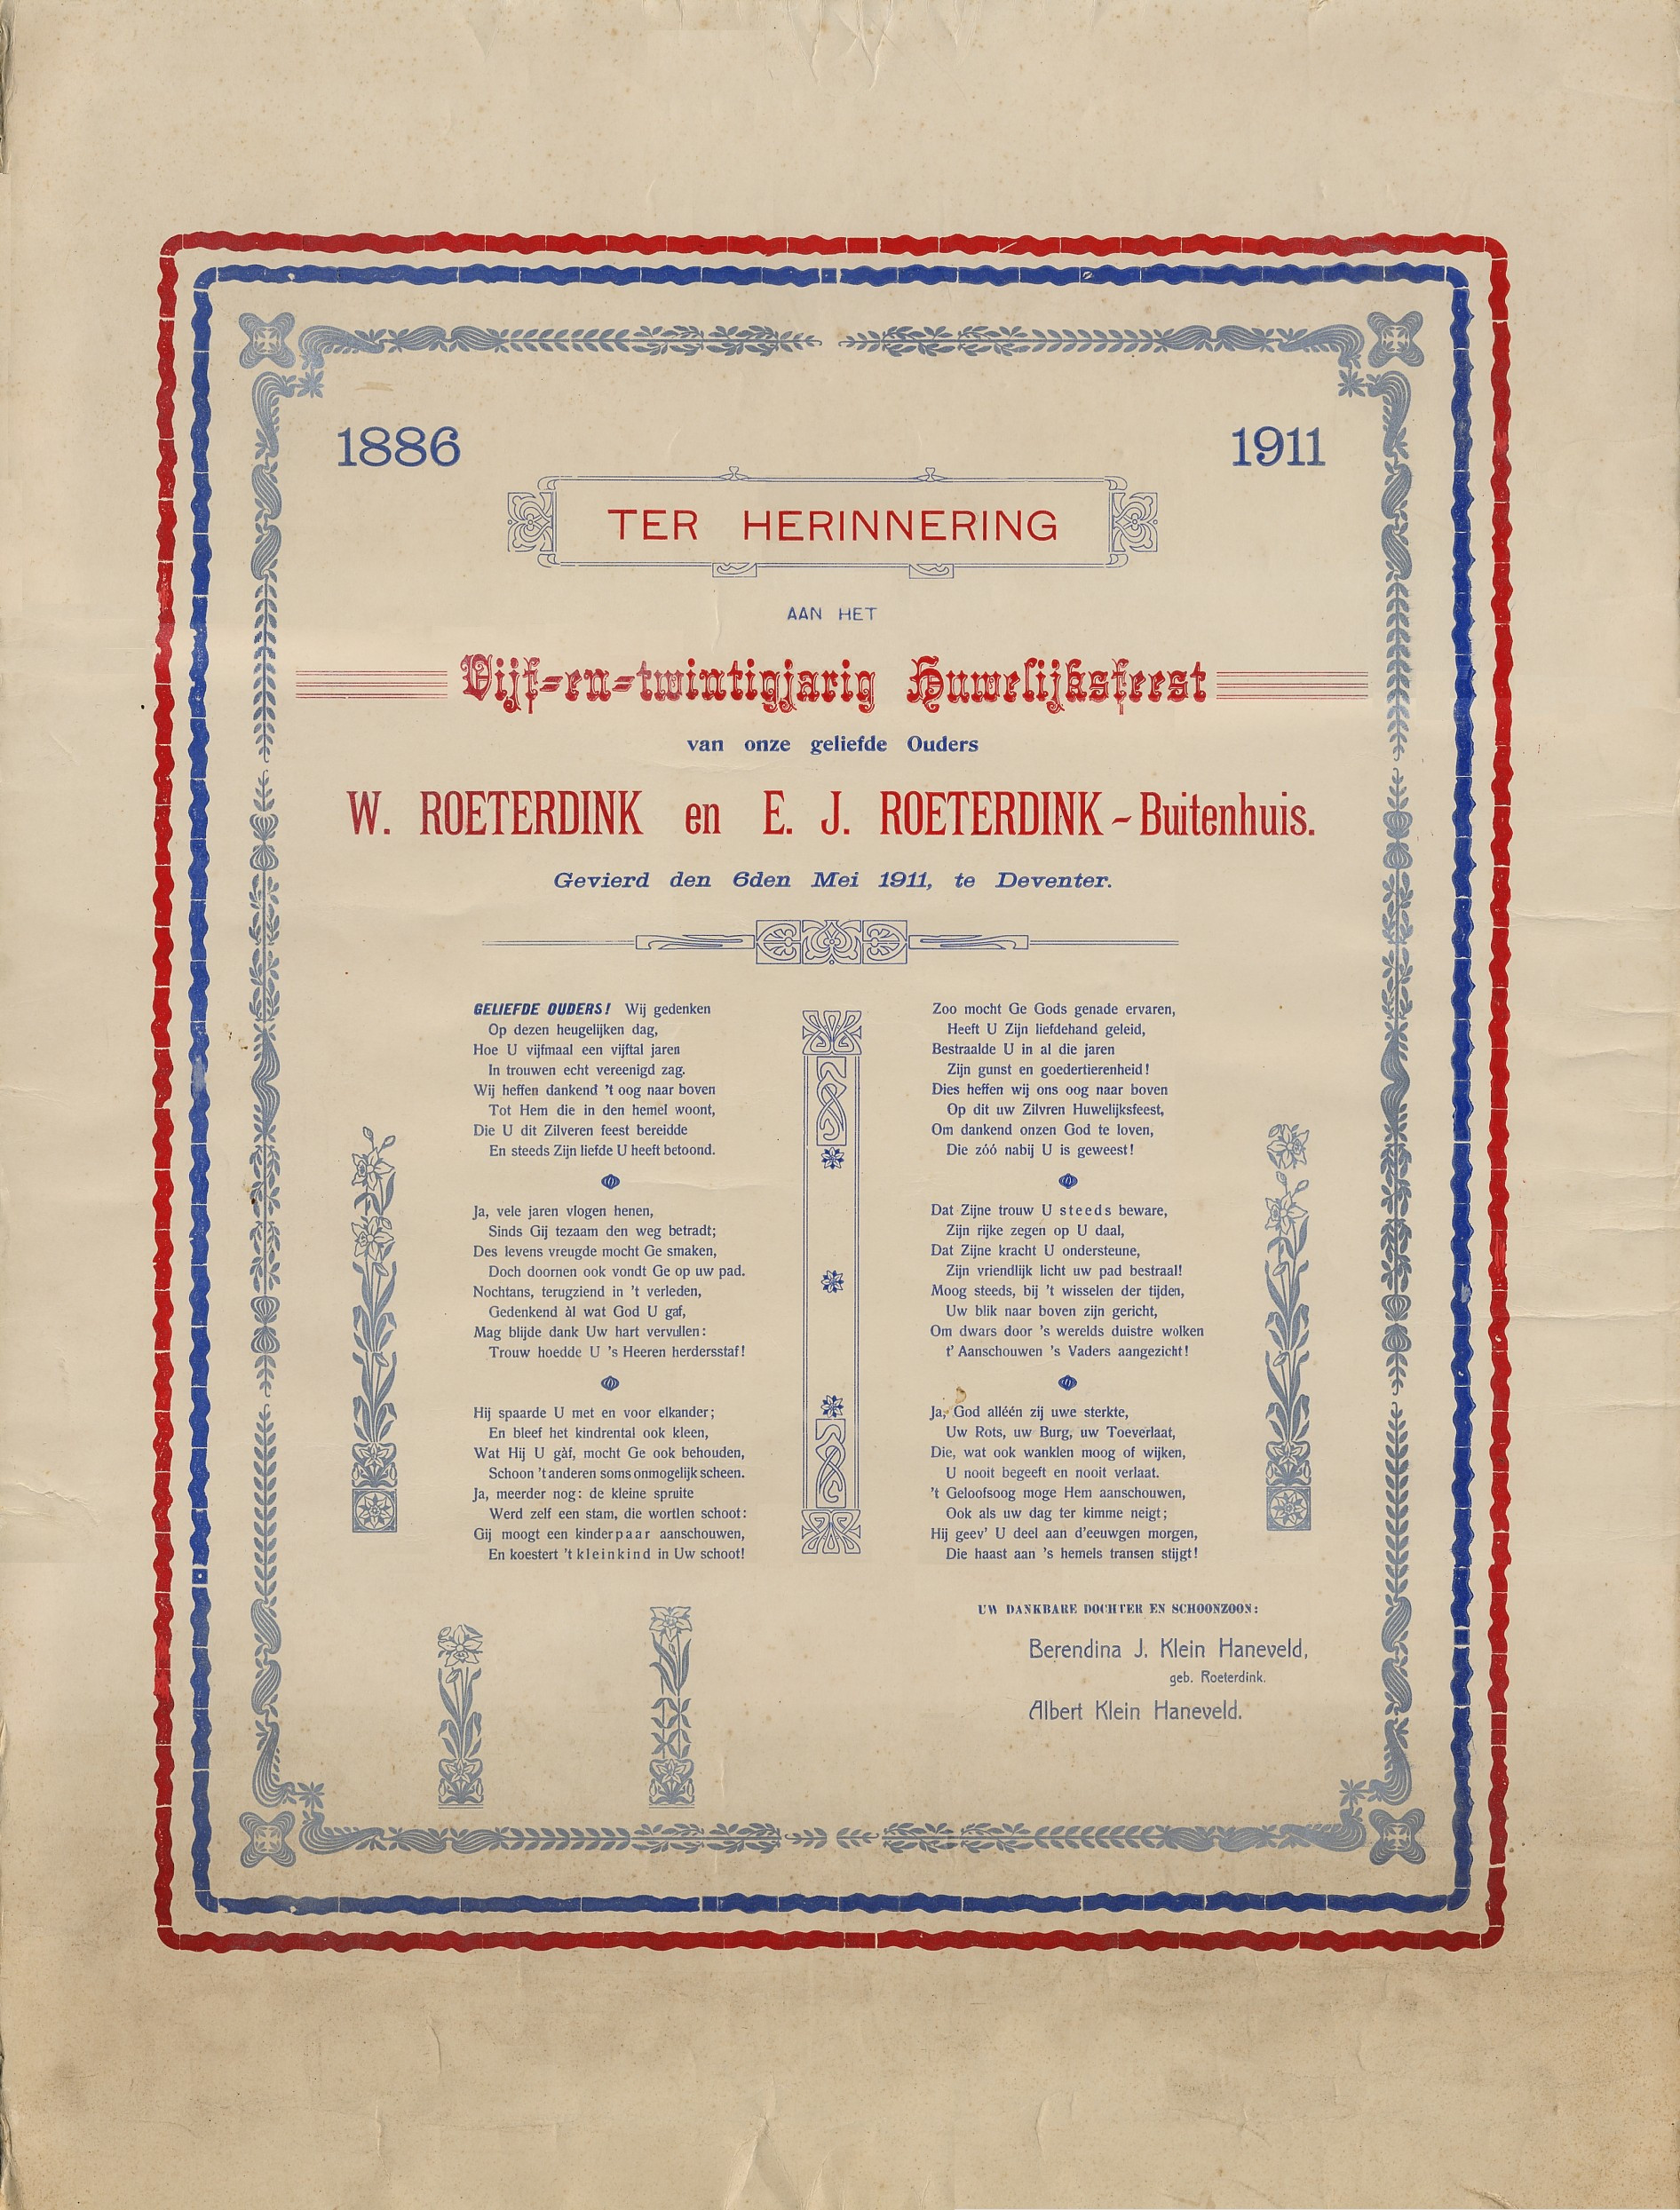 1886
1911
TER HERINNERING
AAN HET
Vijf-en-twintigjarig Huwelijksfeest
van onze geliefde Ouders
W. ROETERDINK en E. J. ROETERDINK - Buitenhuis.
Gevierd den 6den Mei 1911, te Deventer.
GELIEFDE OUDERS! Wij gedenken
Op dezen heugelijken dag,
Hoe U vijfmaal een vijftal jaren
In trouwen echt vereenigd zag.
Wij heffen dankend 't oog naar boven
Tot Hem die in den hemel woont,
Die U dit Zilveren feest bereidde
En steeds Zijn liefde U heeft betoond.
Ja, vele jaren vlogen henen,
Sinds Gij tezaam den weg betradt;
Des levens vreugde mocht Ge smaken,
Doch doornen ook vondt Ge op uw pad.
Nochtans, terugziend in 't verleden,
Gedenkend àl wat God U gaf,
Mag blijde dank Uw hart vervullen:
Trouw hoedde U 's Heeren herdersstaf!
Hij spaarde U met en voor elkander;
En bleef het kindrental ook kleen,
Wat Hij U gàf, mocht Ge ook behouden,
Schoon 't anderen soms onmogelijk scheen.
Ja, meerder nog: de kleine spruite
Werd zelf een stam, die wortlen schoot:
Gij moogt een kinderpaar aanschouwen,
En koestert 't kleinkind in Uw schoot!
Zoo mocht Ge Gods genade ervaren,
Heeft U Zijn liefdehand geleid,
Bestraalde U in al die jaren
Zijn gunst en goedertierenheid!
Dies heffen wij ons oog naar boven
Op dit uw Zilvren Huwelijksfeest,
Om dankend onzen God te loven,
Die zóó nabij U is geweest!
Dat Zijne trouw U steeds beware,
Zijn rijke zegen op U daal,
Dat Zijne kracht U ondersteune,
Zijn vriendlijk licht uw pad bestraal!
Moog steeds, bij 't wisselen der tijden,
Uw blik naar boven zijn gericht,
Om dwars door 's werelds duistre wolken
t' Aanschouwen 's Vaders aangezicht!
Ja, God alléén zij uwe sterkte,
Uw Rots, uw Burg, uw Toeverlaat,
Die, wat ook wanklen moog of wijken,
U nooit begeeft en nooit verlaat.
't Geloofsoog moge Hem aanschouwen,
Ook als uw dag ter kimme neigt;
Hij geev' U deel aan d'eeuwgen morgen,
Die haast aan 's hemels transen stijgt!
UW DANKBARE DOCHTER EN SCHOONZOON:
Berendina J. Klein Haneveld,
geb. Roeterdink.
Albert Klein Haneveld.